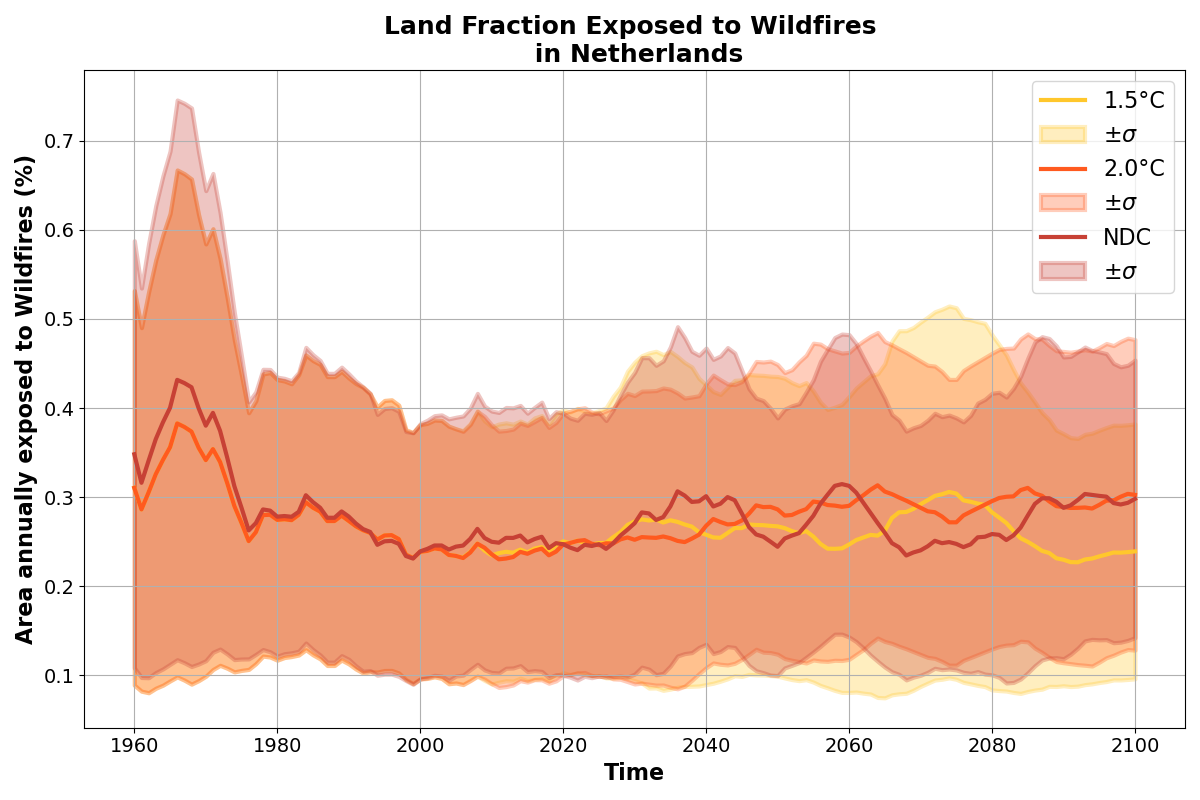 Land Fraction Exposed to Wildfires
in Netherlands
Area annually exposed to Wildfires (%)
0.7
0.6
0.5
0.4
0.3
0.2
0.1
1.5°C
±σ
2.0°C
±σ
NDC
±σ
1960 1980 2000 2020 2040 2060 2080 2100
Time